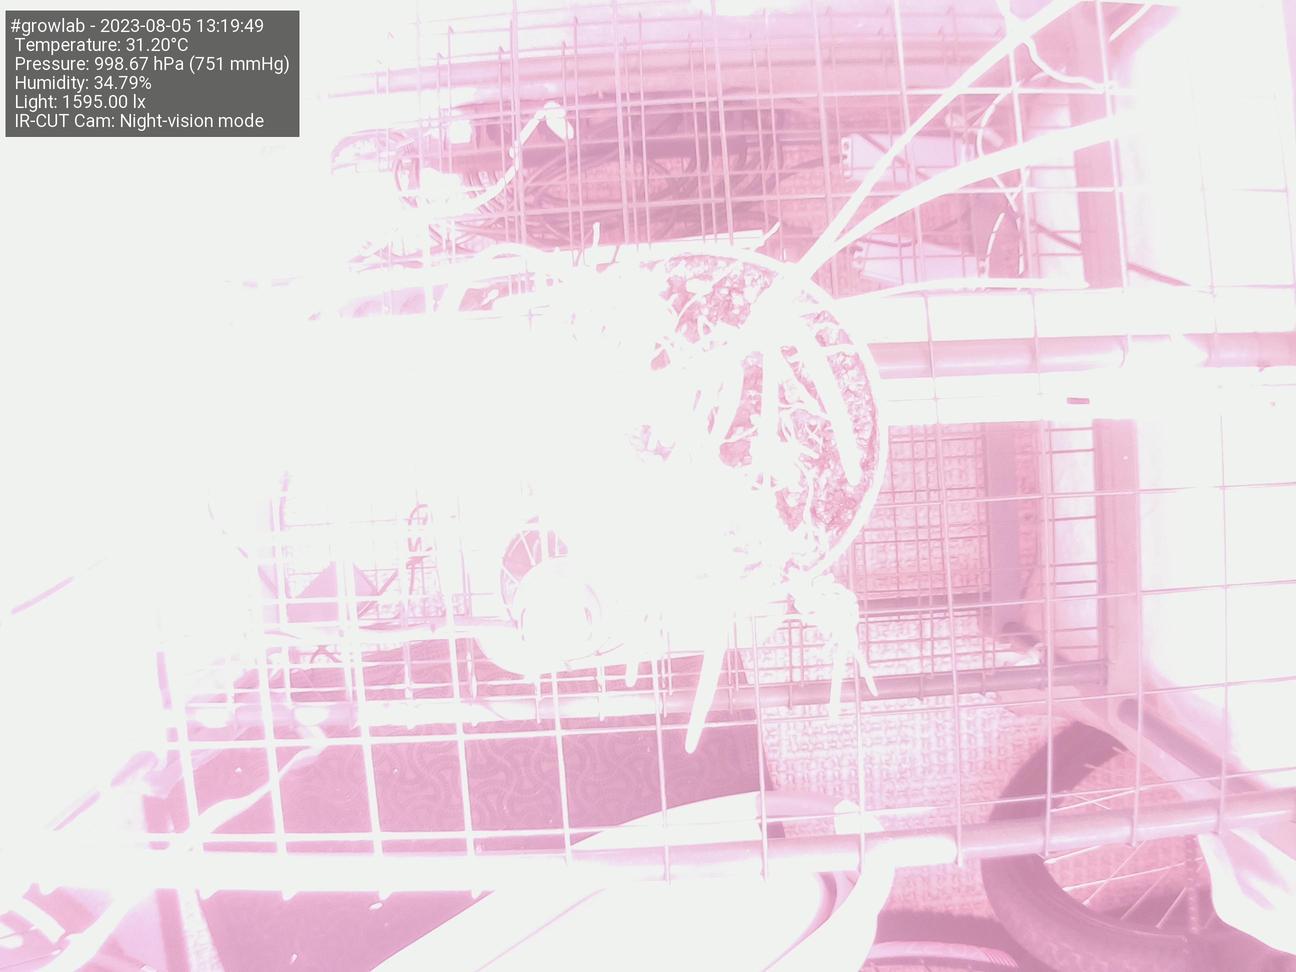 #growlab - 2023-08-05 13:19:49
Temperature: 31.20°C
Pressure: 998.67 hPa (751 mmHg)
Humidity: 34.79%
Light: 1595.00 lx
IR-CUT Cam: Night-vision mode